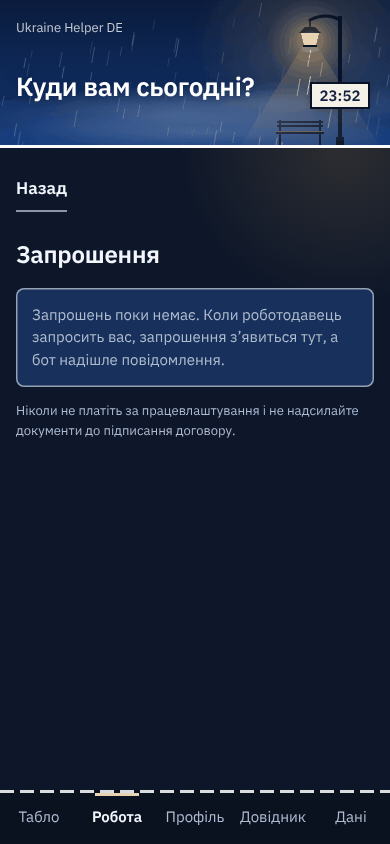 Ukraine Helper DE
Куди вам сьогодні?
23:52
Назад
Запрошення
Запрошень поки немає. Коли роботодавець
запросить вас, запрошення з’явиться тут, а
бот надішле повідомлення.
Ніколи не платіть за працевлаштування і не надсилайте
документи до підписання договору.
Табло Робота Профіль Довідник Дані